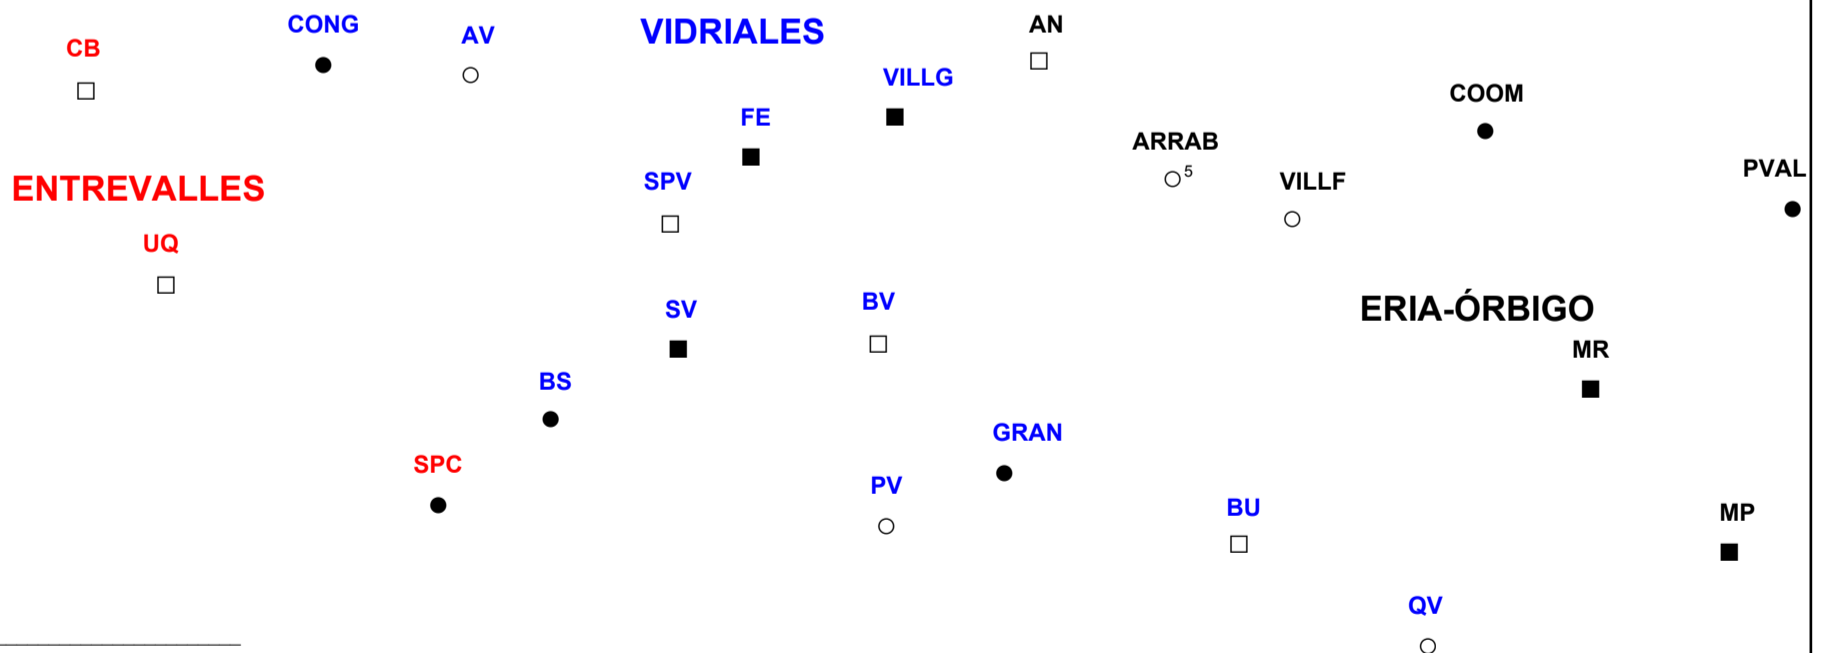 CONG
AV
VIDRIALES
AN
CB
VILLG
COOM
FE
ARRAB
5
PVAL
SPV
VILLF
ENTREVALLES
UQ
SV
BV
ERIA-ÓRBIGO
MR
BS
GRAN
SPC
PV
BU
MP
QV